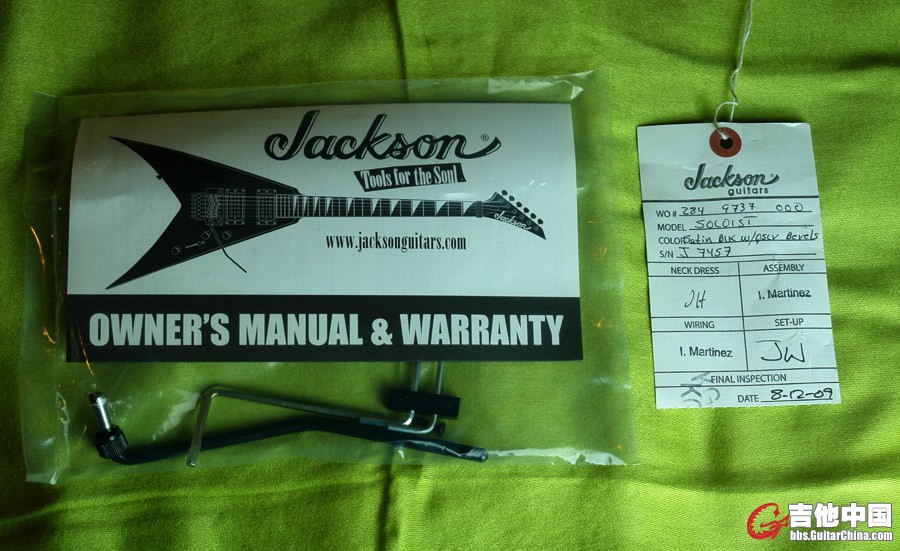 Jackson®
Tools for the Soul
Jackson
www.jacksonguitars.com
OWNER'S MANUAL & WARRANTY
Jackson
guitars
WO # 284 9737 000
MODEL SOLOIST
COLOR Satin BLK w/ Bevels
S/N J 7457
NECK DRESS ASSEMBLY
JH I. Martinez
WIRING SET-UP
I. Martinez JW
FINAL INSPECTION
DATE 8-12-09
吉他中国
bbs.GuitarChina.com